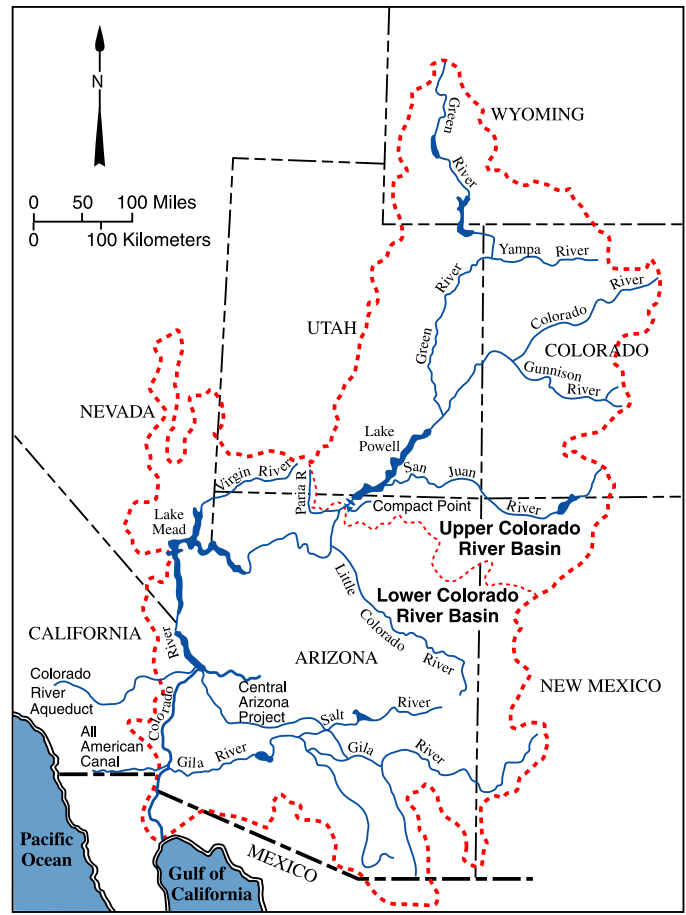 N
0 50 100 Miles
0 100 Kilometers
WYOMING
Green
River
Yampa River
River
Green
Colorado River
COLORADO
Gunnison
River
UTAH
NEVADA
Lake
Powell
San Juan
River
Virgin River
Paria R
Compact Point
Lake
Mead
Upper Colorado
River Basin
Lower Colorado
River Basin
Little
Colorado
River
CALIFORNIA
River
Colorado
ARIZONA
NEW MEXICO
Colorado
River
Aqueduct
Central
Arizona
Project
Salt River
All
American
Canal
Gila River
Gila River
Pacific
Ocean
MEXICO
Gulf of
California